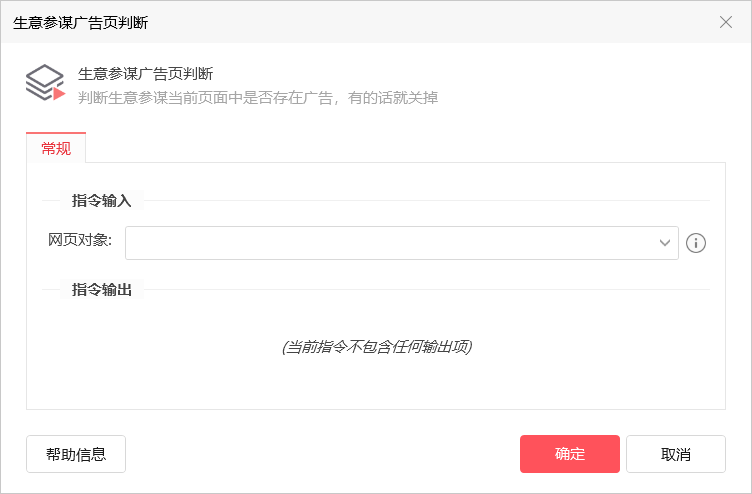 生意参谋广告页判断
生意参谋广告页判断
判断生意参谋当前页面中是否存在广告，有的话就关掉
常规
指令输入
网页对象:
指令输出
(当前指令不包含任何输出项)
帮助信息
确定
取消